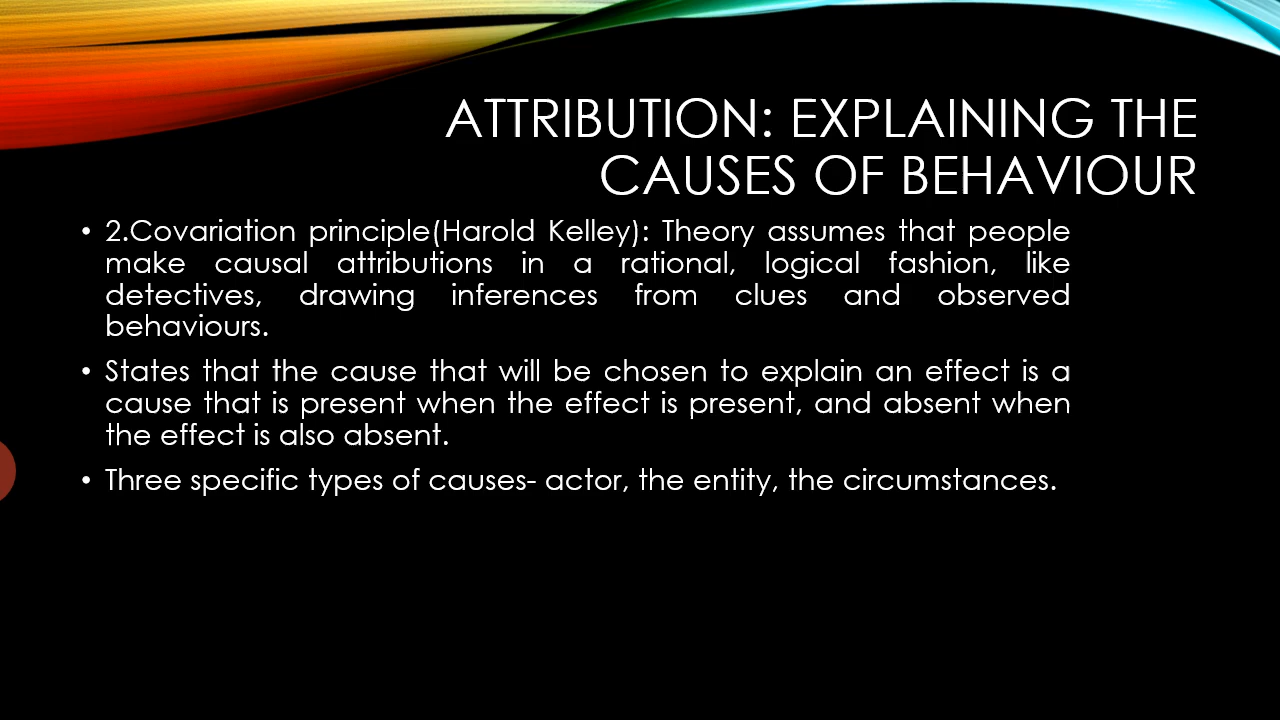 ATTRIBUTION: EXPLAINING THE
CAUSES OF BEHAVIOUR
• 2.Covariation principle(Harold Kelley): Theory assumes that people
make causal attributions in a rational, logical fashion, like
detectives, drawing inferences from clues and observed
behaviours.
• States that the cause that will be chosen to explain an effect is a
cause that is present when the effect is present, and absent when
the effect is also absent.
• Three specific types of causes- actor, the entity, the circumstances.